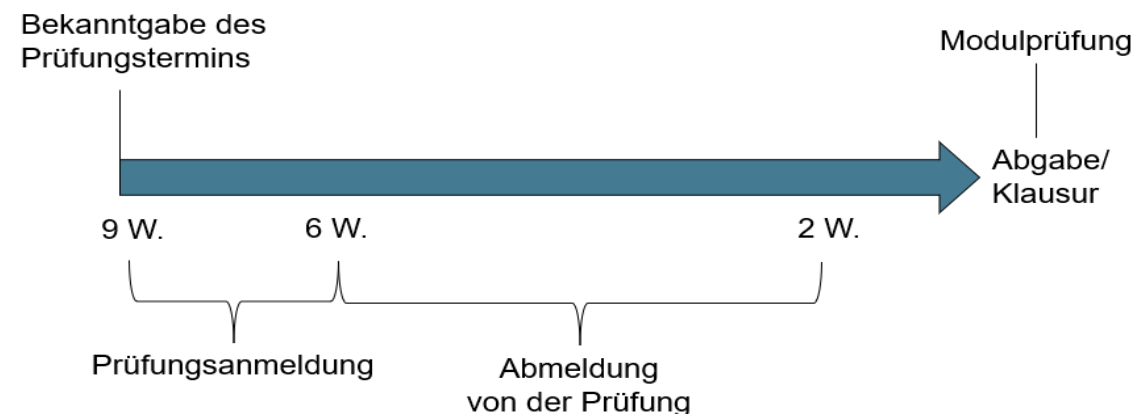 Bekanntgabe des
Prüfungstermins
Modulprüfung
Abgabe/
Klausur
9 W.
6 W.
2 W.
Prüfungsanmeldung
Abmeldung
von der Prüfung